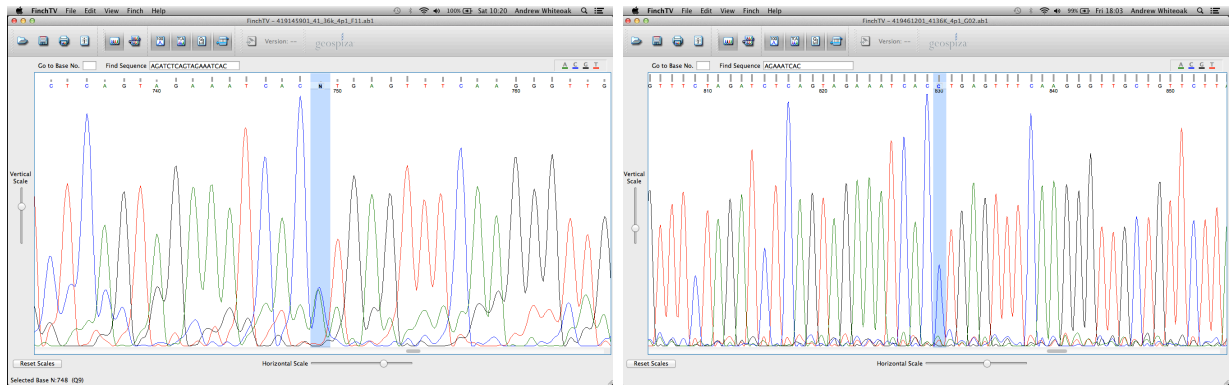 FinchTV File Edit View Finch Help 100% Sat 10:20 Andrew Whiteoak
FinchTV - 419145901_41_36k_4p1_F11.ab1
Version: ---
geospiza
Go to Base No. Find Sequence AGATCTCAGTAGAAATCAC A C G T
C T C A G T A G A A A T C A C N T G A G T T T C A A G G G T T G
740 750 760
Vertical
Scale
Reset Scales Horizontal Scale
Selected Base N:748 (Q9)
FinchTV File Edit View Finch Help 99% Fri 18:03 Andrew Whiteoak
FinchTV - 419461201_4136K_4p1_G02.ab1
Version: ---
geospiza
Go to Base No. Find Sequence AGAAATCAC A C G T
G T T T C T A G A T C T C A G T A G A A A T C A C C T G A G T T T C A A G G G G T T G C T G T T C T T A
810 820 830 840 850
Vertical
Scale
Reset Scales Horizontal Scale